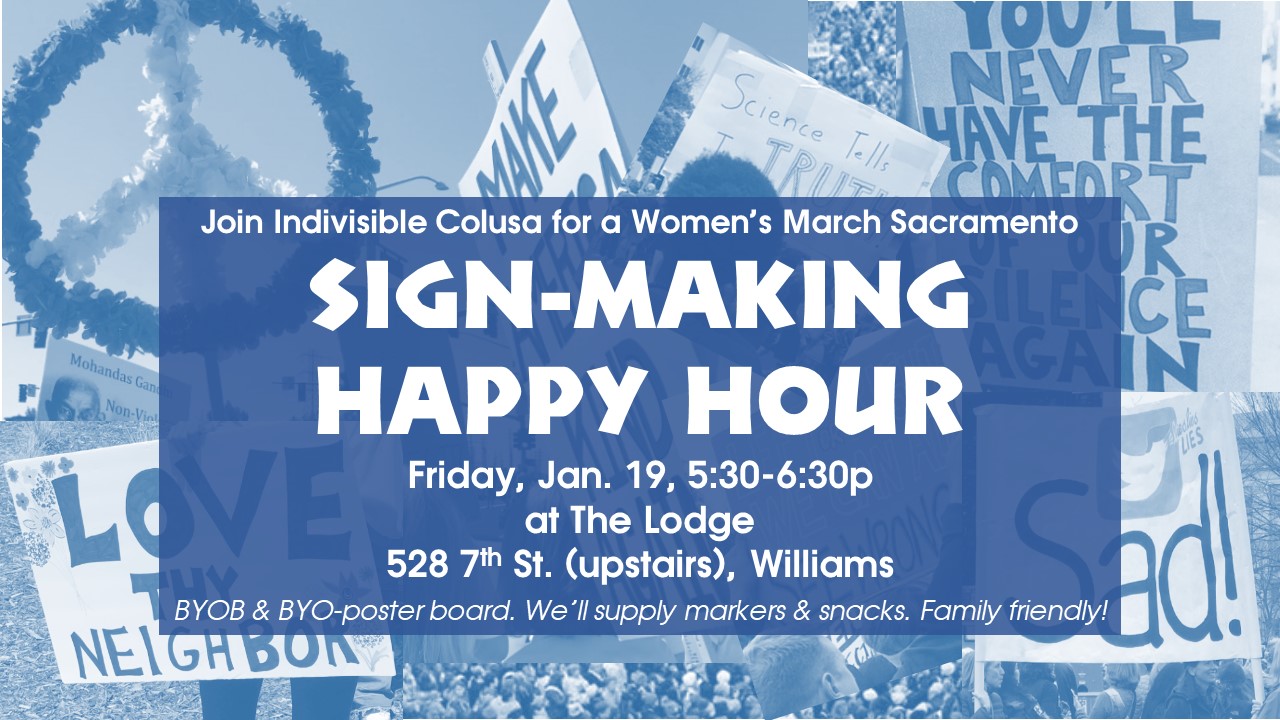 YOU'LL
NEVER
HAVE THE
COMFORT
OF OUR
SILENCE
AGAIN
MAKE
Science Tells
TRUTH
Join Indivisible Colusa for a Women's March Sacramento
SIGN-MAKING
HAPPY HOUR
Friday, Jan. 19, 5:30-6:30p
at The Lodge
528 7th St. (upstairs), Williams
BYOB & BYO-poster board. We'll supply markers & snacks. Family friendly!
Mohandas
LOVE
THY
NEIGHBOR
LIES
Sad!